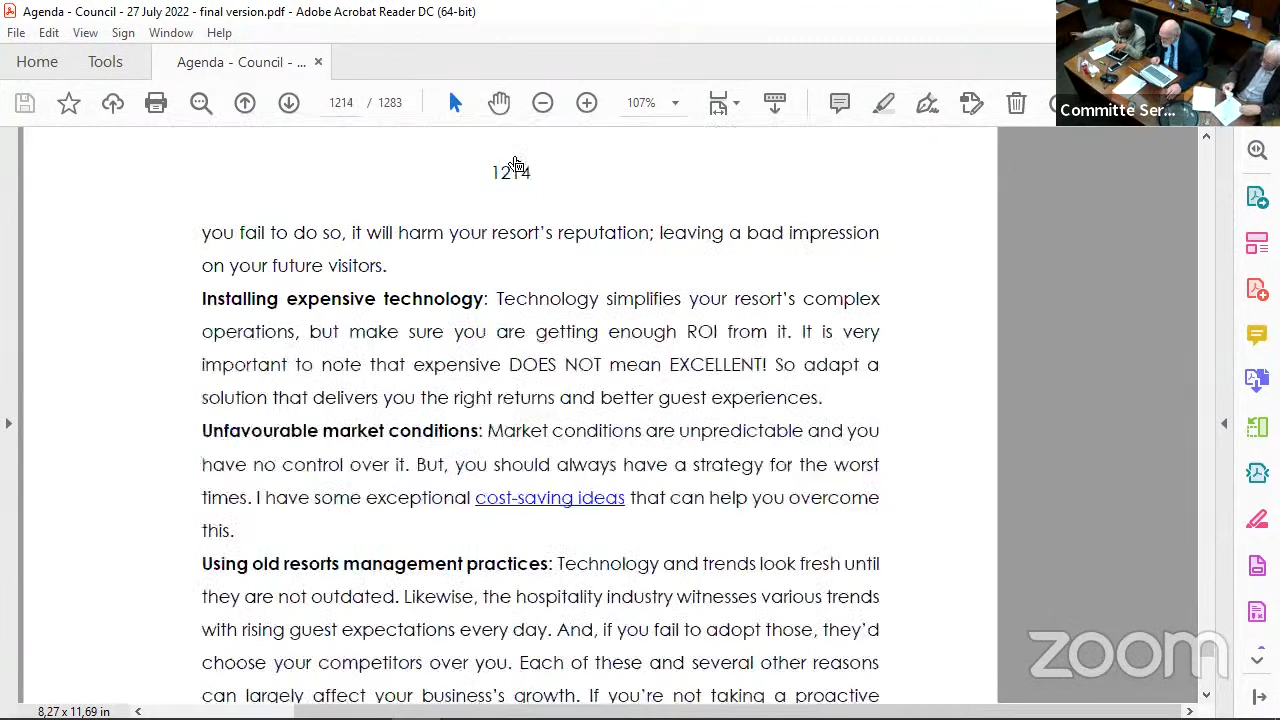 Agenda - Council - 27 July 2022 - final version.pdf - Adobe Acrobat Reader DC (64-bit)
File Edit View Sign Window Help
Home Tools Agenda - Council - ... ×
1214 / 1283 107%
Committe Ser...
1214
you fail to do so, it will harm your resort’s reputation; leaving a bad impression
on your future visitors.
Installing expensive technology: Technology simplifies your resort’s complex
operations, but make sure you are getting enough ROI from it. It is very
important to note that expensive DOES NOT mean EXCELLENT! So adapt a
solution that delivers you the right returns and better guest experiences.
Unfavourable market conditions: Market conditions are unpredictable and you
have no control over it. But, you should always have a strategy for the worst
times. I have some exceptional cost-saving ideas that can help you overcome
this.
Using old resorts management practices: Technology and trends look fresh until
they are not outdated. Likewise, the hospitality industry witnesses various trends
with rising guest expectations every day. And, if you fail to adopt those, they’d
choose your competitors over you. Each of these and several other reasons
can largely affect your business’s growth. If you’re not taking a proactive
zoom
8,27 x 11,69 in